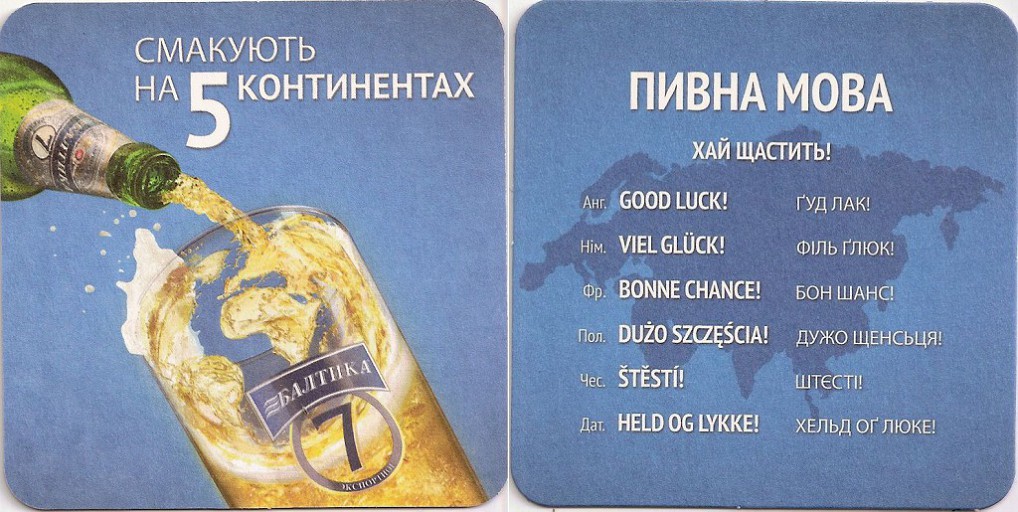 СМАКУЮТЬ
НА 5 КОНТИНЕНТАХ
7
БАЛТИКА
7
ЭКСПОРТНОЕ
ПИВНА МОВА
ХАЙ ЩАСТИТЬ!
Анг. GOOD LUCK! ҐУД ЛАК!
Нім. VIEL GLÜCK! ФІЛЬ ҐЛЮК!
Фр. BONNE CHANCE! БОН ШАНС!
Пол. DUŻO SZCZĘŚCIA! ДУЖО ЩЕНСЬЦЯ!
Чес. ŠTĚSTÍ! ШТЄСТІ!
Дат. HELD OG LYKKE! ХЕЛЬД ОҐ ЛЮКЕ!